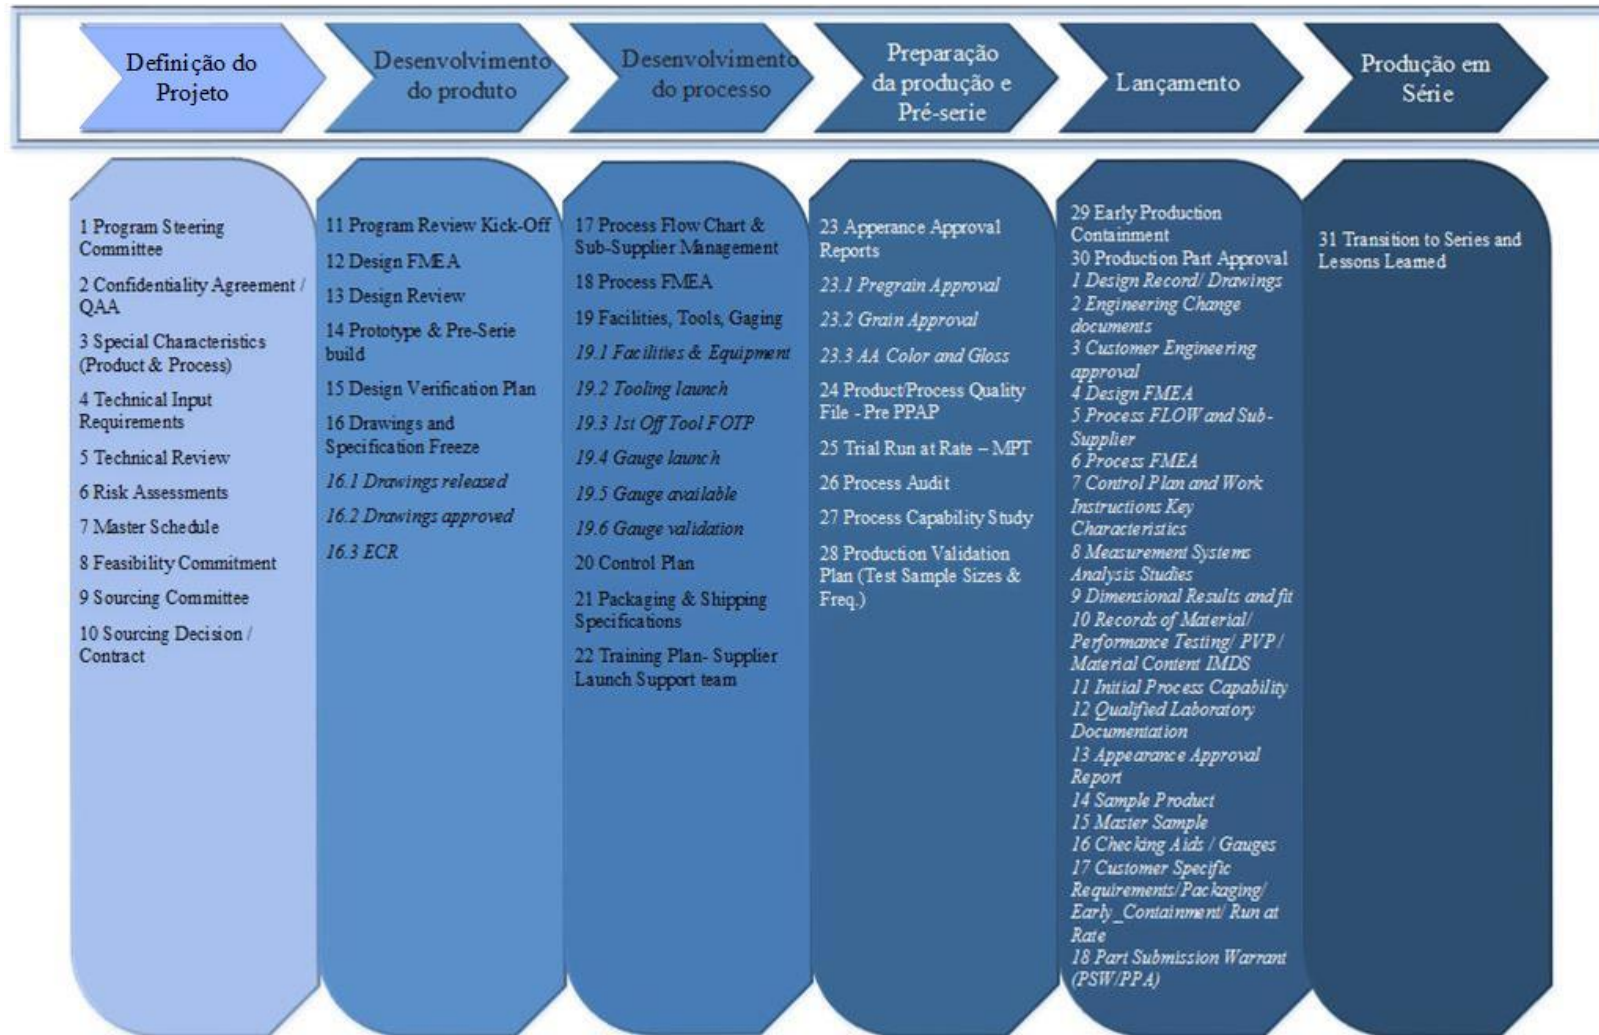 Definição do
Projeto
Desenvolvimento
do produto
Desenvolvimento
do processo
Preparação
da produção e
Pré-serie
Lançamento
Produção em
Série
1 Program Steering
Committee
2 Confidentiality Agreement /
QAA
3 Special Characteristics
(Product & Process)
4 Technical Input
Requirements
5 Technical Review
6 Risk Assessments
7 Master Schedule
8 Feasibility Commitment
9 Sourcing Committee
10 Sourcing Decision /
Contract
11 Program Review Kick-Off
12 Design FMEA
13 Design Review
14 Prototype & Pre-Serie
build
15 Design Verification Plan
16 Drawings and
Specification Freeze
16.1 Drawings released
16.2 Drawings approved
16.3 ECR
17 Process Flow Chart &
Sub-Supplier Management
18 Process FMEA
19 Facilities, Tools, Gaging
19.1 Facilities & Equipment
19.2 Tooling launch
19.3 1st Off Tool FOTP
19.4 Gauge launch
19.5 Gauge available
19.6 Gauge validation
20 Control Plan
21 Packaging & Shipping
Specifications
22 Training Plan- Supplier
Launch Support team
23 Apperance Approval
Reports
23.1 Pregrain Approval
23.2 Grain Approval
23.3 AA Color and Gloss
24 Product/Process Quality
File - Pre PPAP
25 Trial Run at Rate – MPT
26 Process Audit
27 Process Capability Study
28 Production Validation
Plan (Test Sample Sizes &
Freq.)
29 Early Production
Containment
30 Production Part Approval
1 Design Record/ Drawings
2 Engineering Change
documents
3 Customer Engineering
approval
4 Design FMEA
5 Process FLOW and Sub-
Supplier
6 Process FMEA
7 Control Plan and Work
Instructions Key
Characteristics
8 Measurement Systems
Analysis Studies
9 Dimensional Results and fit
10 Records of Material/
Performance Testing/ PVP /
Material Content IMDS
11 Initial Process Capability
12 Qualified Laboratory
Documentation
13 Appearance Approval
Report
14 Sample Product
15 Master Sample
16 Checking Aids / Gauges
17 Customer Specific
Requirements/Packaging/
Early_Containment/ Run at
Rate
18 Part Submission Warrant
(PSW/PPA)
31 Transition to Series and
Lessons Learned